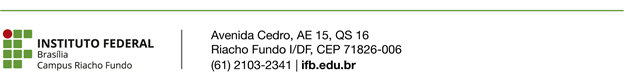 INSTITUTO FEDERAL
Brasília
Campus Riacho Fundo
Avenida Cedro, AE 15, QS 16
Riacho Fundo I/DF, CEP 71826-006
(61) 2103-2341 | ifb.edu.br